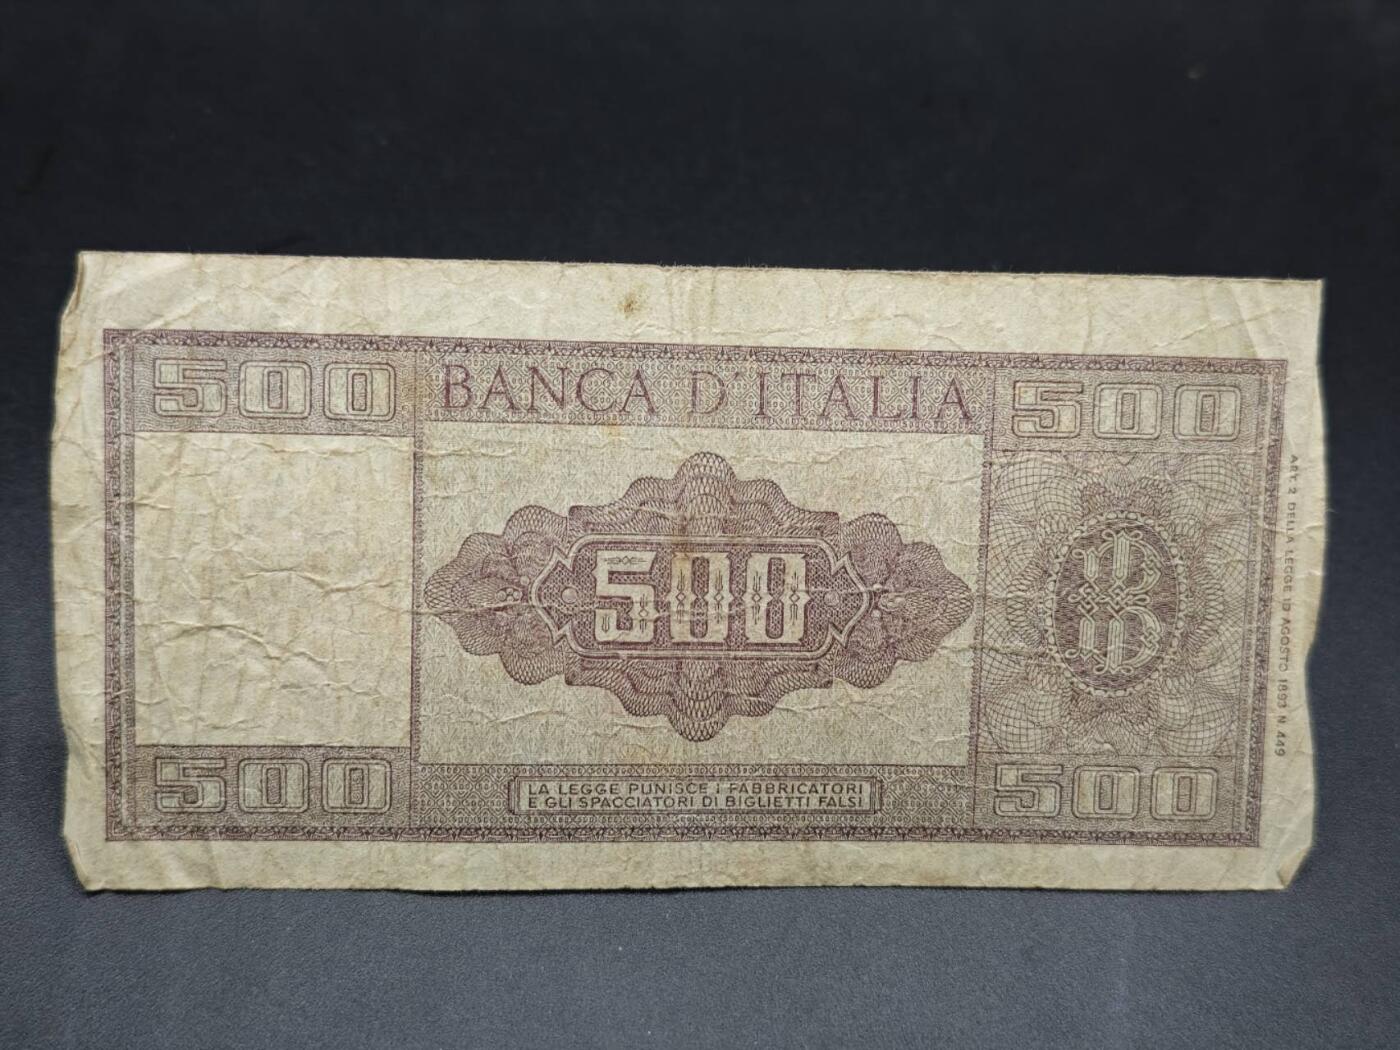 500
BANCA D'ITALIA
500
500
ART. 2 DELLA LEGGE 19 AGOSTO 1893 N 449
500
LA LEGGE PUNISCE I FABBRICATORI
E GLI SPACCIATORI DI BIGLIETTI FALSI
500